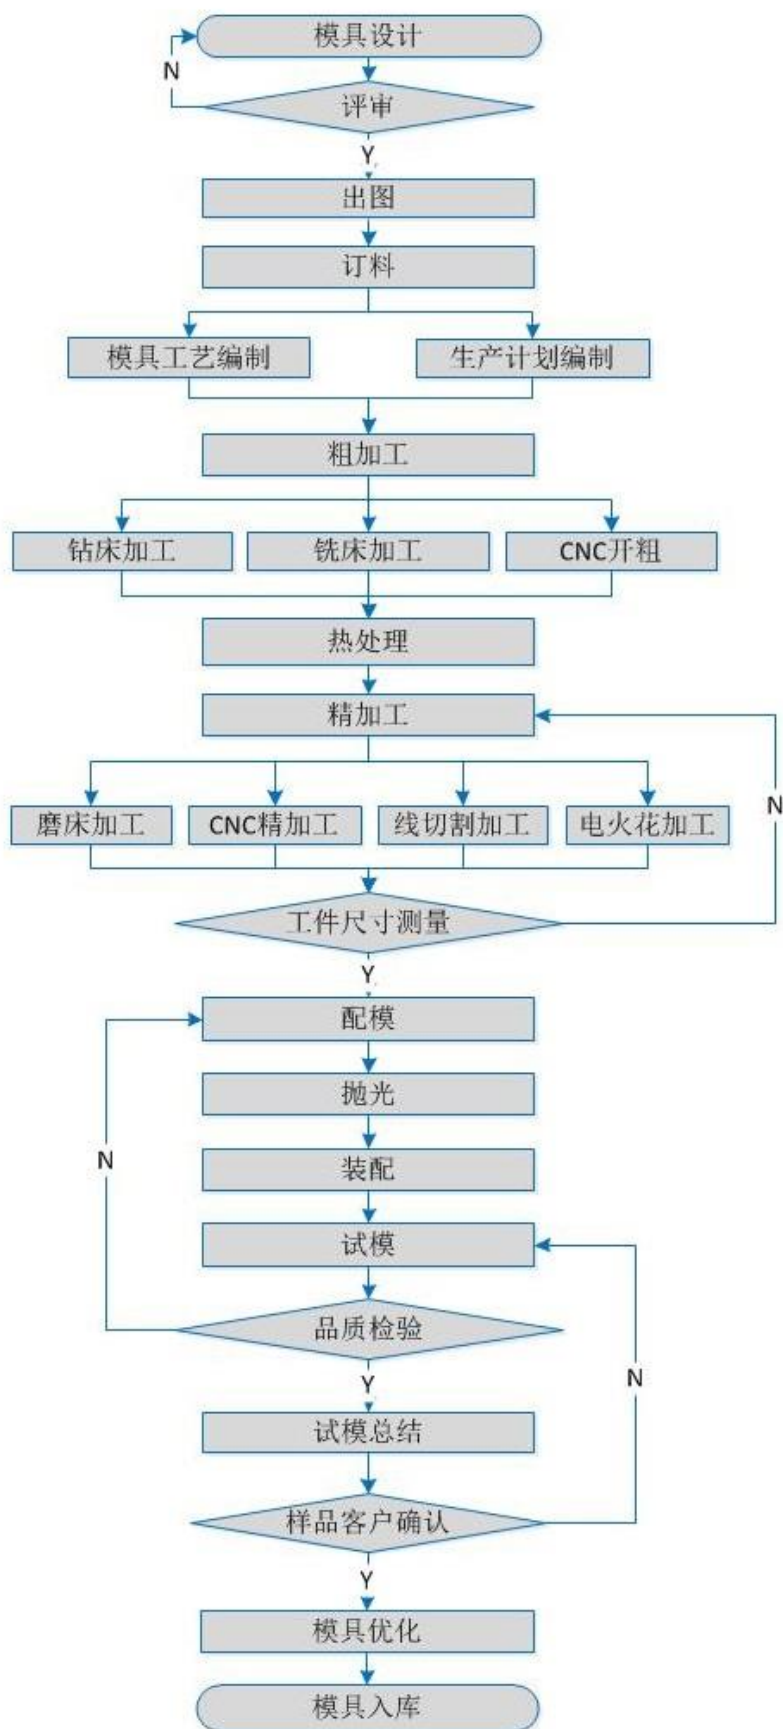 模具设计
N
评审
Y
出图
订料
模具工艺编制
生产计划编制
粗加工
钻床加工
铣床加工
CNC开粗
热处理
精加工
N
磨床加工
CNC精加工
线切割加工
电火花加工
工件尺寸测量
Y
配模
抛光
N
装配
试模
品质检验
Y
N
试模总结
样品客户确认
Y
模具优化
模具入库